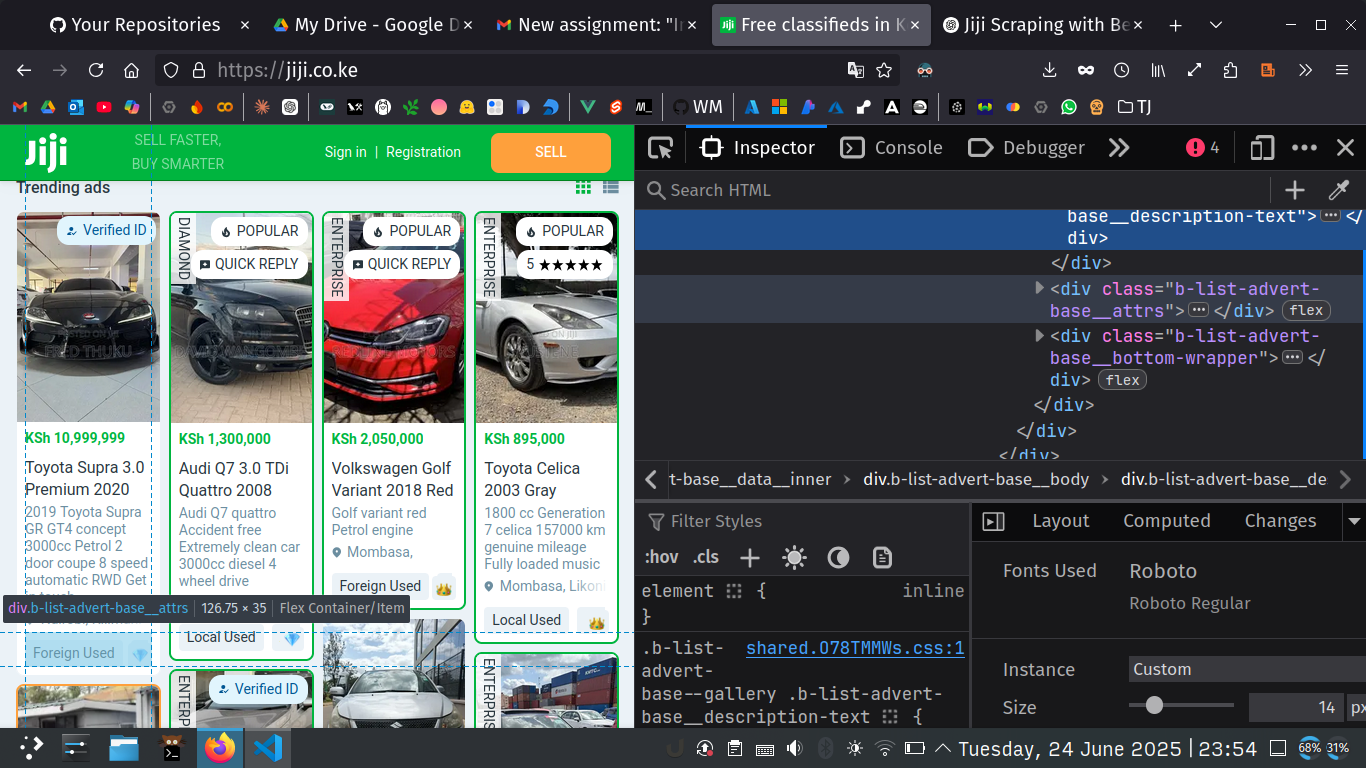 Your Repositories
My Drive - Google D
New assignment: "In
Free classifieds in K
Jiji Scraping with Be
https://jiji.co.ke
WM
TJ
Jiji
SELL FASTER,
BUY SMARTER
Sign in | Registration
SELL
Trending ads
Verified ID
KSh 10,999,999
Toyota Supra 3.0
Premium 2020
2019 Toyota Supra
GR GT4 concept
3000cc Petrol 2
door coupe 8 speed
automatic RWD Get
Foreign Used
DIAMOND
POPULAR
QUICK REPLY
KSh 1,300,000
Audi Q7 3.0 TDi
Quattro 2008
Audi Q7 quattro
Accident free
Extremely clean car
3000cc diesel 4
wheel drive
Local Used
ENTERPRISE
POPULAR
QUICK REPLY
KSh 2,050,000
Volkswagen Golf
Variant 2018 Red
Golf variant red
Petrol engine
Mombasa,
Foreign Used
ENTERPRISE
POPULAR
5 ★★★★★
KSh 895,000
Toyota Celica
2003 Gray
1800 cc Generation
7 celica 157000 km
genuine mileage
Fully loaded music
Mombasa, Likoni
Local Used
div.b-list-advert-base__attrs | 126.75 × 35 | Flex Container/Item
ENTERP
Verified ID
ENTERP
Inspector
Console
Debugger
4
Search HTML
base__description-text">
</
div>
</div>
<div class="b-list-advert-
base__attrs"> </div> flex
<div class="b-list-advert-
base__bottom-wrapper"> </
div> flex
</div>
</div>
</div>
t-base__data__inner > div.b-list-advert-base__body > div.b-list-advert-base__de
Filter Styles
:hov .cls
element { inline
}
.b-list- shared.O78TMMWs.css:1
advert-
base--gallery .b-list-advert-
base__description-text {
Layout
Computed
Changes
Fonts Used
Roboto
Roboto Regular
Instance
Custom
Size
14
px
Tuesday, 24 June 2025 | 23:54
68%
31%